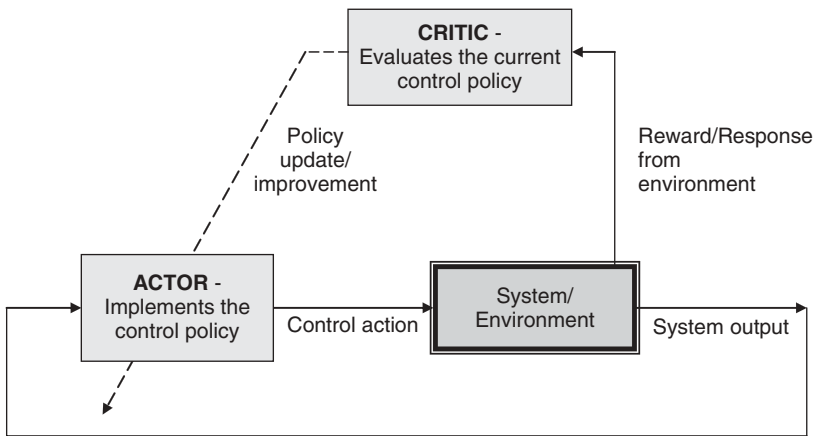 CRITIC -
Evaluates the current
control policy
Policy
update/
improvement
Reward/Response
from
environment
ACTOR -
Implements the
control policy
Control action
System/
Environment
System output